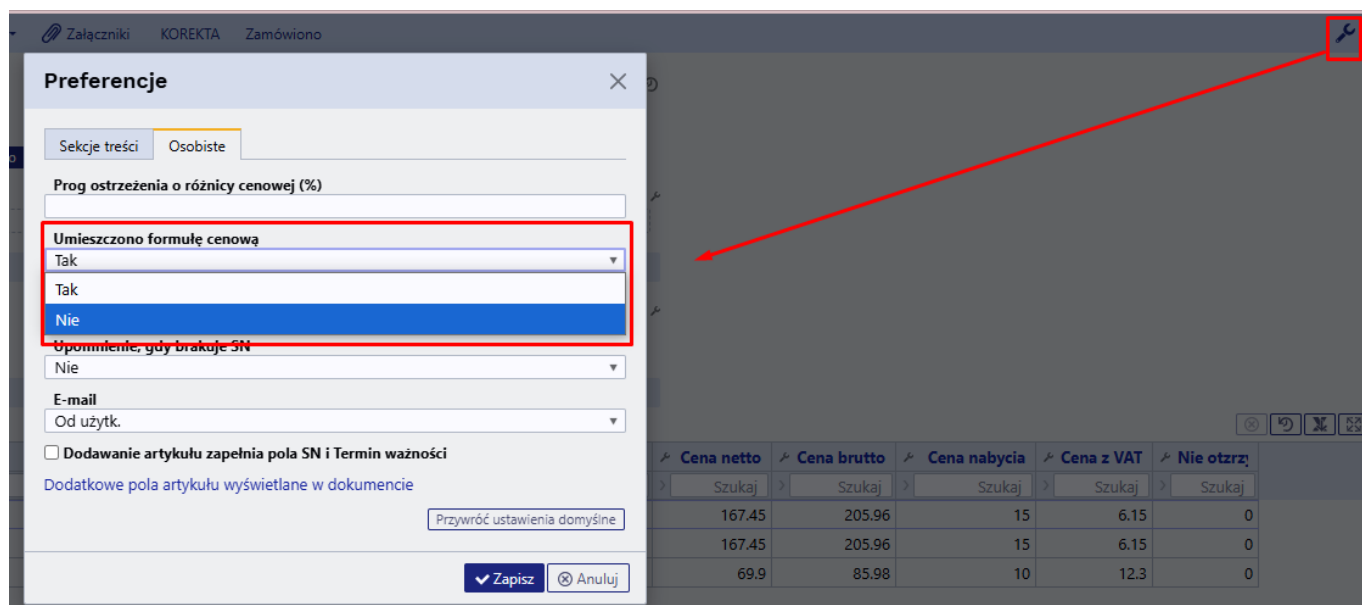 Załączniki KOREKTA Zamówiono
Preferencje
Sekcje treści Osobiste
Prog ostrzeżenia o różnicy cenowej (%)
Umieszczono formułę cenową
Tak
Tak
Nie
Upomnienie, gdy brakuje SN
Nie
E-mail
Od użytk.
Dodawanie artykułu zapełnia pola SN i Termin ważności
Dodatkowe pola artykułu wyświetlane w dokumencie
Przywróć ustawienia domyślne
Zapisz Anuluj
Cena netto Cena brutto Cena nabycia Cena z VAT Nie otzrzy
Szukaj Szukaj Szukaj Szukaj Szukaj
167.45 205.96 15 6.15 0
167.45 205.96 15 6.15 0
69.9 85.98 10 12.3 0